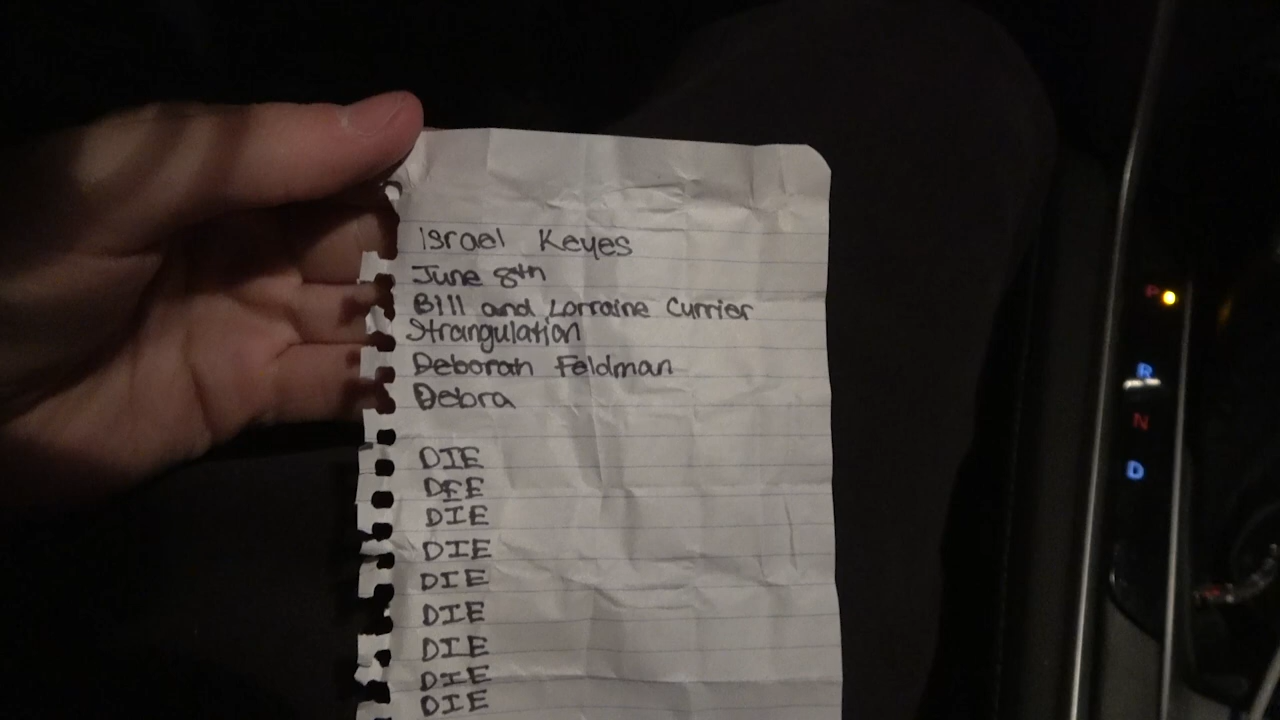 Israel Keyes
June 8th
Bill and Lorraine Currier
Strangulation
Deborah Feldman
Debra
DIE
DEE
DIE
DIE
DIE
DIE
DIE
DIE
DIE
P
R
N
D